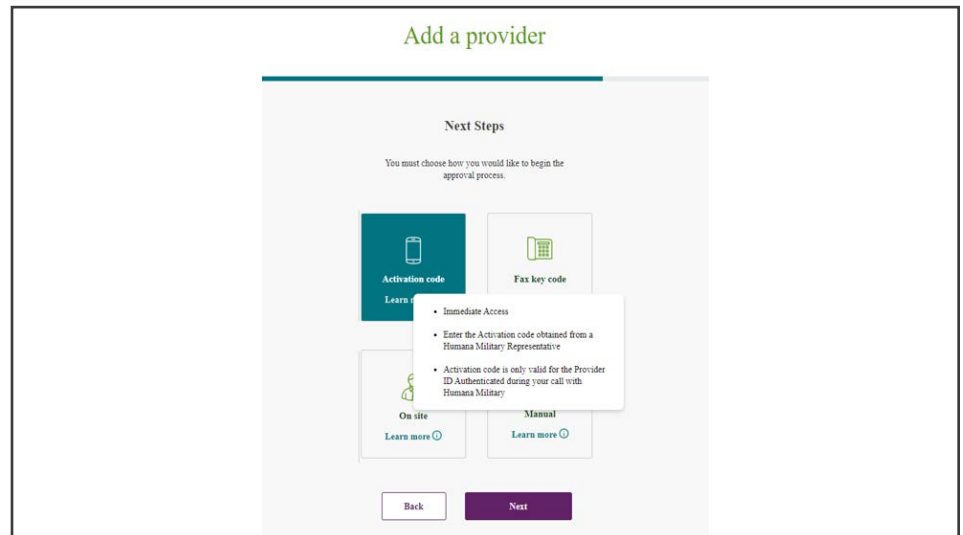 Add a provider
Next Steps
You must choose how you would like to begin the
approval process.
Activation code
Learn
Fax key code
• Immediate Access
• Enter the Activation code obtained from a
Humana Military Representative
• Activation code is only valid for the Provider
ID Authenticated during your call with
Humana Military
On site
Learn more
Manual
Learn more
Back
Next